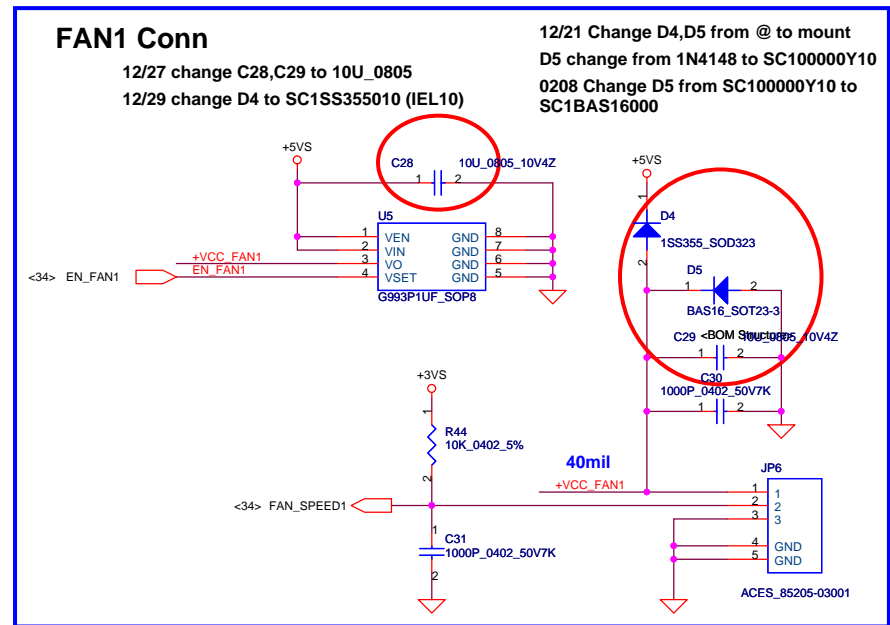 FAN1 Conn
12/27 change C28,C29 to 10U_0805
12/29 change D4 to SC1SS355010 (IEL10)
12/21 Change D4,D5 from @ to mount
D5 change from 1N4148 to SC100000Y10
0208 Change D5 from SC100000Y10 to
SC1BAS16000
+5VS
C28
10U_0805_10V4Z
1 2
U5
1 VEN GND 8
2 VIN GND 7
3 VO GND 6
4 VSET GND 5
+VCC_FAN1
EN_FAN1
<34> EN_FAN1
G993P1UF_SOP8
+5VS
1
D4
1SS355_SOD323
2
D5
1 2
BAS16_SOT23-3
<BOM Structure>
C29 10U_0805_10V4Z
1 2
C30
1000P_0402_50V7K
1 2
+3VS
1
R44
10K_0402_5%
2
40mil
+VCC_FAN1
<34> FAN_SPEED1
1
C31
1000P_0402_50V7K
2
JP6
1 1
2 2
3 3
4 GND
5 GND
ACES_85205-03001